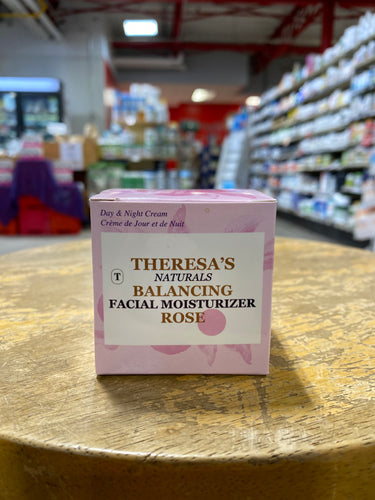 Day & Night Cream
Crème de Jour et de Nuit
THERESA'S
NATURALS
T
BALANCING
FACIAL MOISTURIZER
ROSE